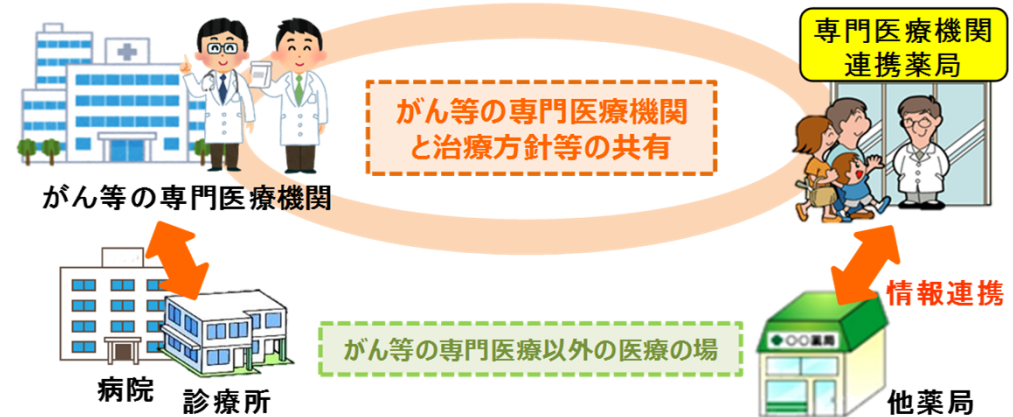 専門医療機関
連携薬局
がん等の専門医療機関
と治療方針等の共有
がん等の専門医療機関
情報連携
○○薬局
がん等の専門医療以外の医療の場
病院
診療所
他薬局